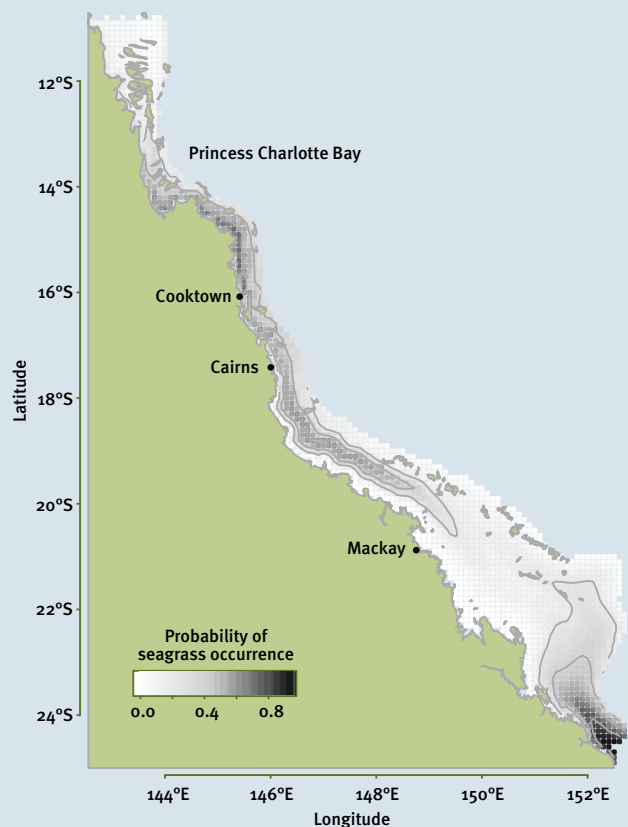 12°S
Princess Charlotte Bay
14°S
16°S
Cooktown
Cairns
18°S
Latitude
20°S
Mackay
22°S
Probability of
seagrass occurrence
0.0 0.4 0.8
24°S
144°E 146°E 148°E 150°E 152°E
Longitude